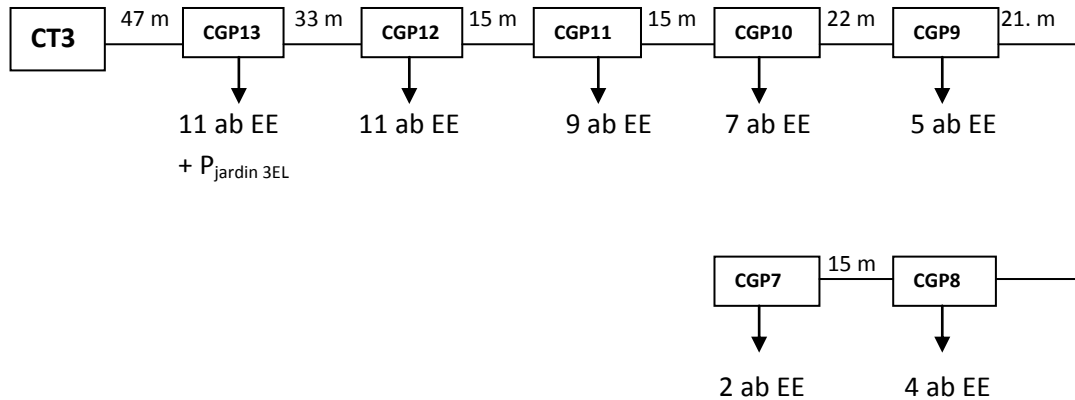 47 m 33 m 15 m 15 m 22 m 21. m
CT3 CGP13 CGP12 CGP11 CGP10 CGP9
11 ab EE 11 ab EE 9 ab EE 7 ab EE 5 ab EE
+ Pjardin 3EL
15 m
CGP7 CGP8
2 ab EE 4 ab EE